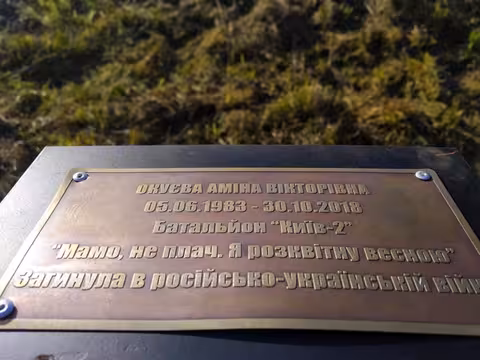 ОКУЄВА АМІНА ВІКТОРІВНА
05.06.1983 - 30.10.2018
Батальйон "Київ-2"
"Мамо, не плач. Я розквітну весною"
Загинула в російсько-українській війні